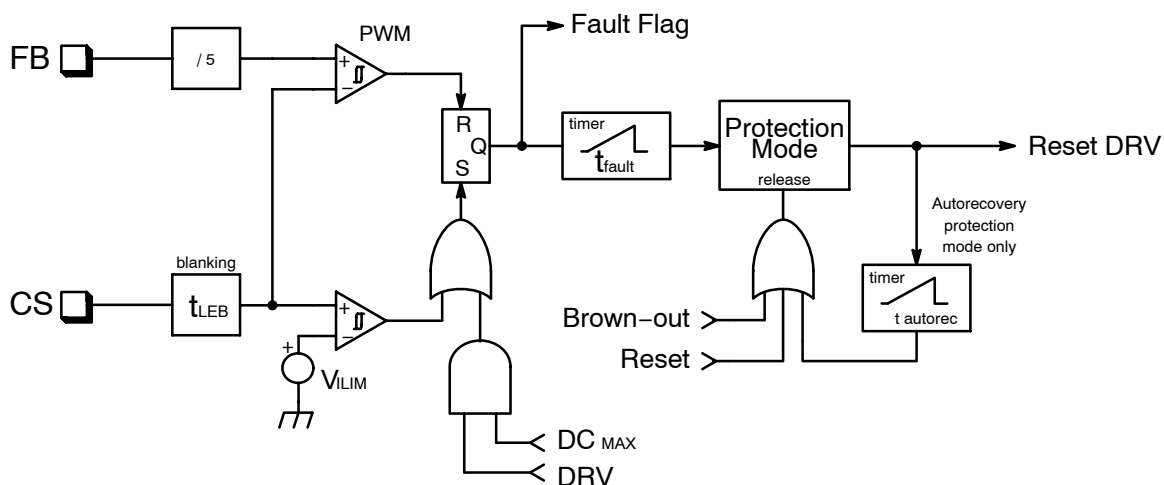 PWM
Fault Flag
FB
/ 5
+
−
R
Q
S
timer
tfault
Protection
Mode
release
Reset DRV
Autorecovery
protection
mode only
blanking
CS
tLEB
+
−
+
VILIM
timer
t autorec
Brown−out
Reset
DC MAX
DRV